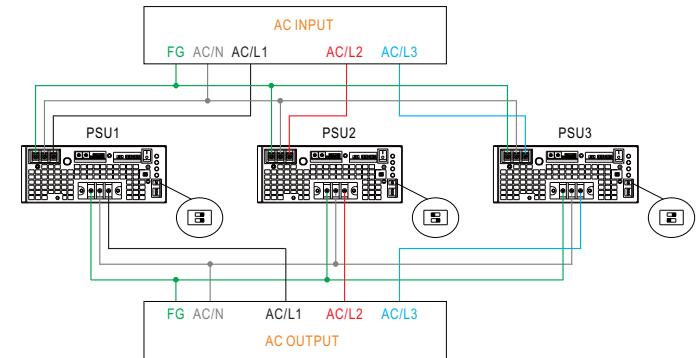 AC INPUT
FG AC/N AC/L1 AC/L2 AC/L3
PSU1 PSU2 PSU3
FG AC/N AC/L1 AC/L2 AC/L3
AC OUTPUT